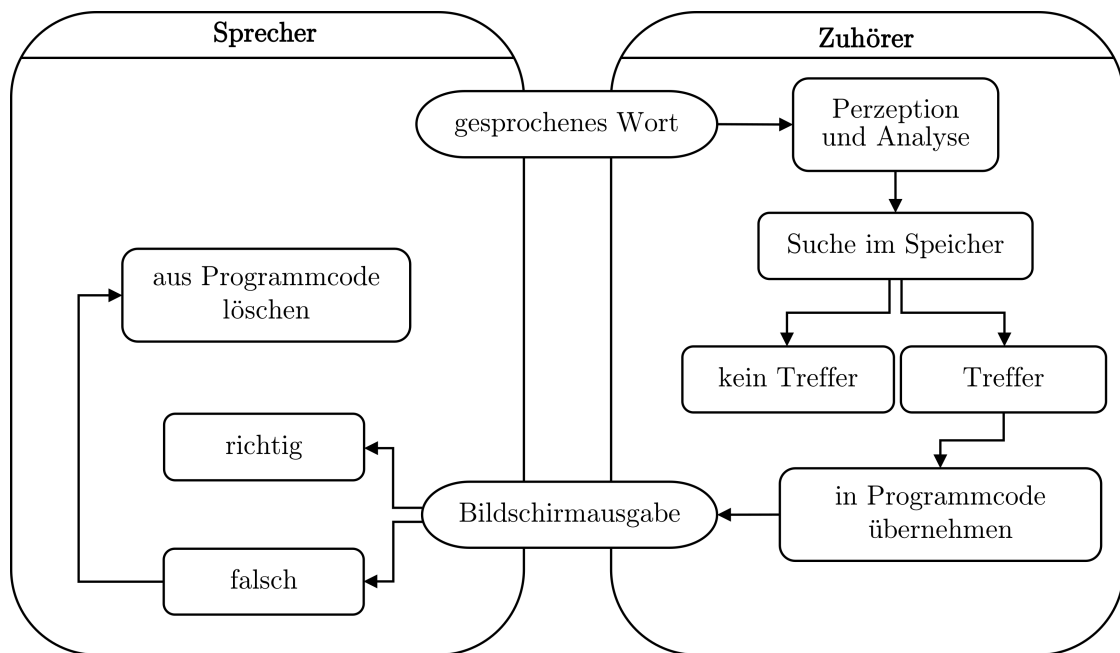 Sprecher
Zuhörer
gesprochenes Wort
Perzeption
und Analyse
Suche im Speicher
aus Programmcode
löschen
kein Treffer
Treffer
richtig
in Programmcode
übernehmen
Bildschirmausgabe
falsch